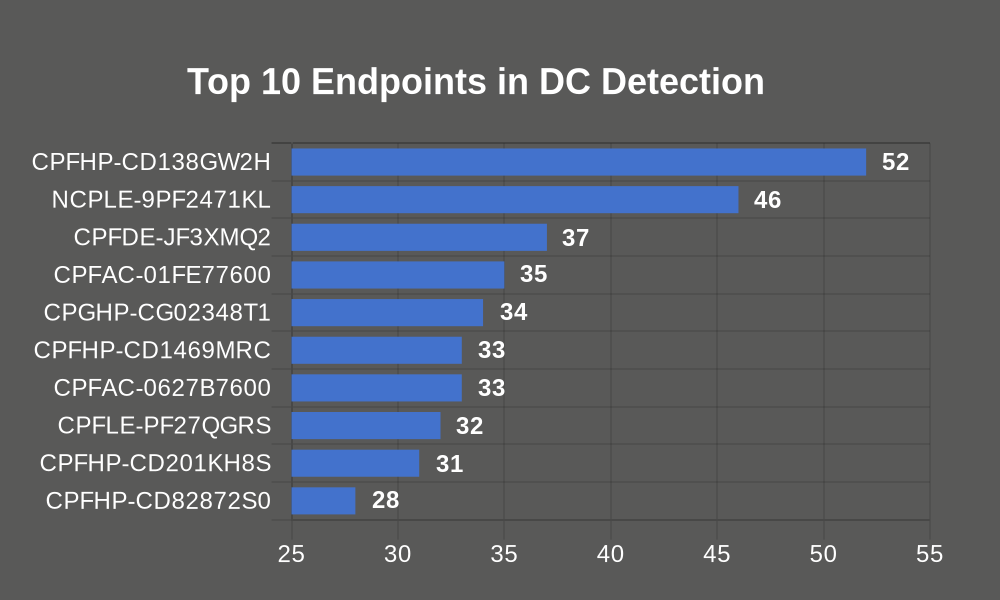 Top 10 Endpoints in DC Detection
CPFHP-CD138GW2H 52
NCPLE-9PF2471KL 46
CPFDE-JF3XMQ2 37
CPFAC-01FE77600 35
CPGHP-CG02348T1 34
CPFHP-CD1469MRC 33
CPFAC-0627B7600 33
CPFLE-PF27QGRS 32
CPFHP-CD201KH8S 31
CPFHP-CD82872S0 28
25 30 35 40 45 50 55